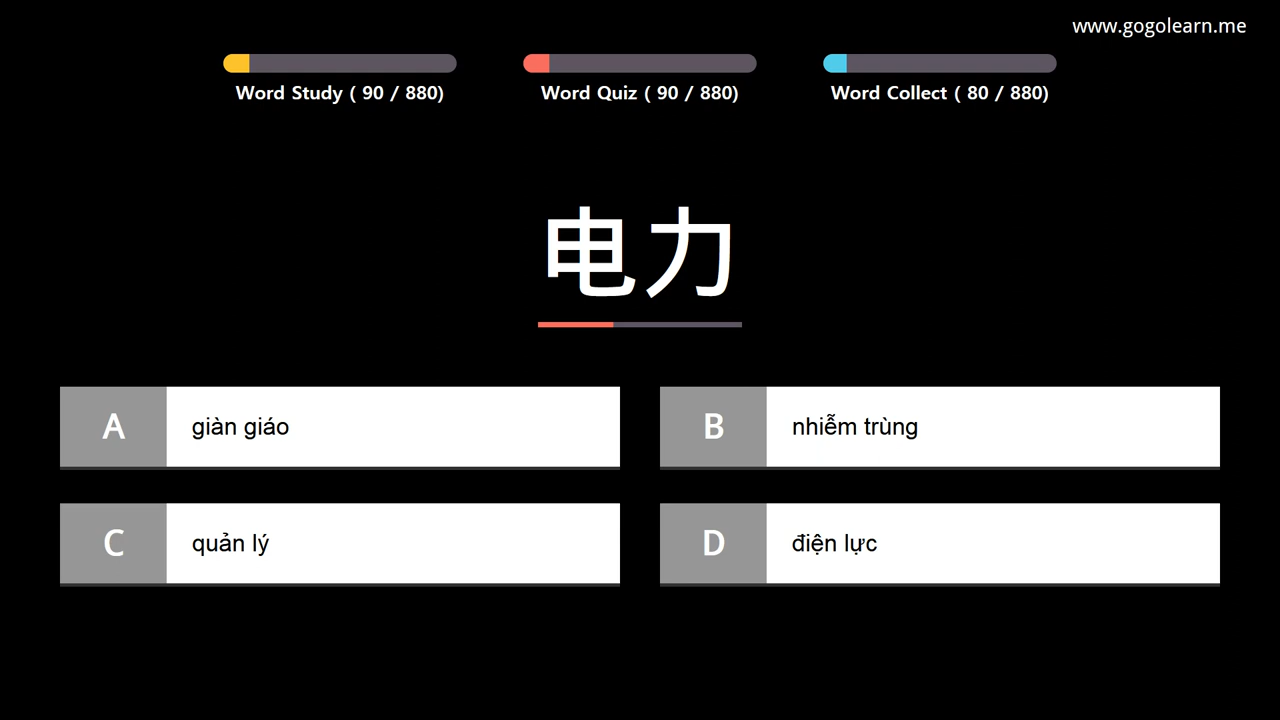 www.gogolearn.me
Word Study ( 90 / 880)
Word Quiz ( 90 / 880)
Word Collect ( 80 / 880)
电力
A giàn giáo
B nhiễm trùng
C quản lý
D điện lực